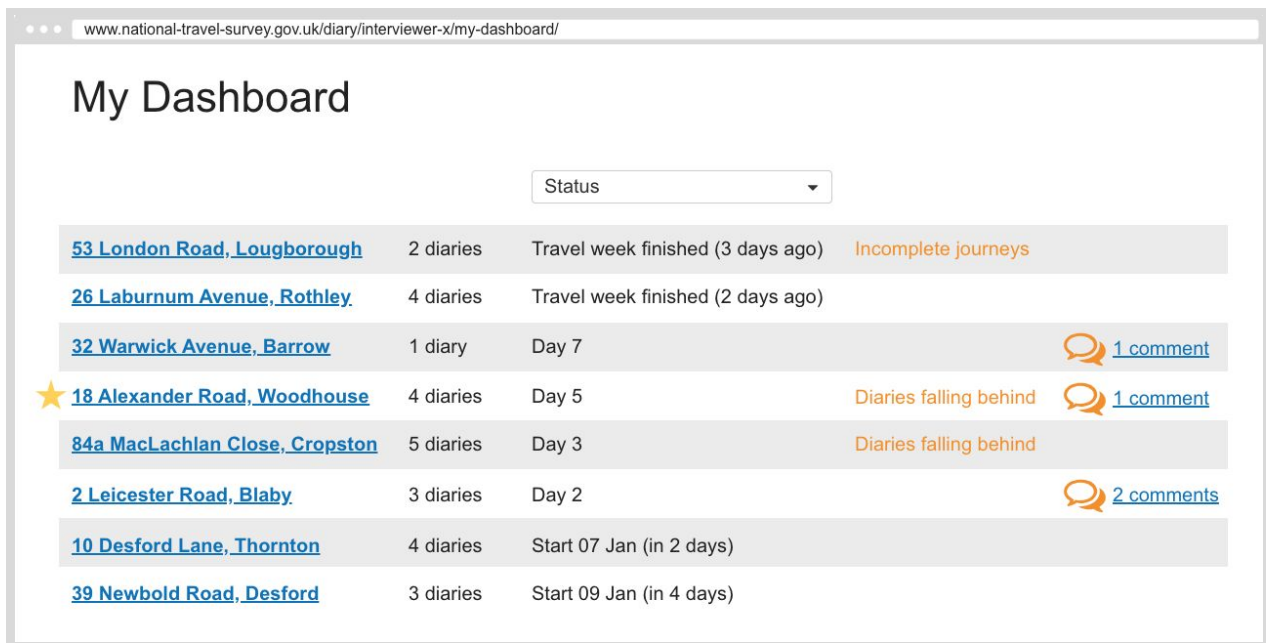 www.national-travel-survey.gov.uk/diary/interviewer-x/my-dashboard/
My Dashboard
Status
53 London Road, Lougborough 2 diaries Travel week finished (3 days ago) Incomplete journeys
26 Laburnum Avenue, Rothley 4 diaries Travel week finished (2 days ago)
32 Warwick Avenue, Barrow 1 diary Day 7 1 comment
18 Alexander Road, Woodhouse 4 diaries Day 5 Diaries falling behind 1 comment
84a MacLachlan Close, Cropston 5 diaries Day 3 Diaries falling behind
2 Leicester Road, Blaby 3 diaries Day 2 2 comments
10 Desford Lane, Thornton 4 diaries Start 07 Jan (in 2 days)
39 Newbold Road, Desford 3 diaries Start 09 Jan (in 4 days)